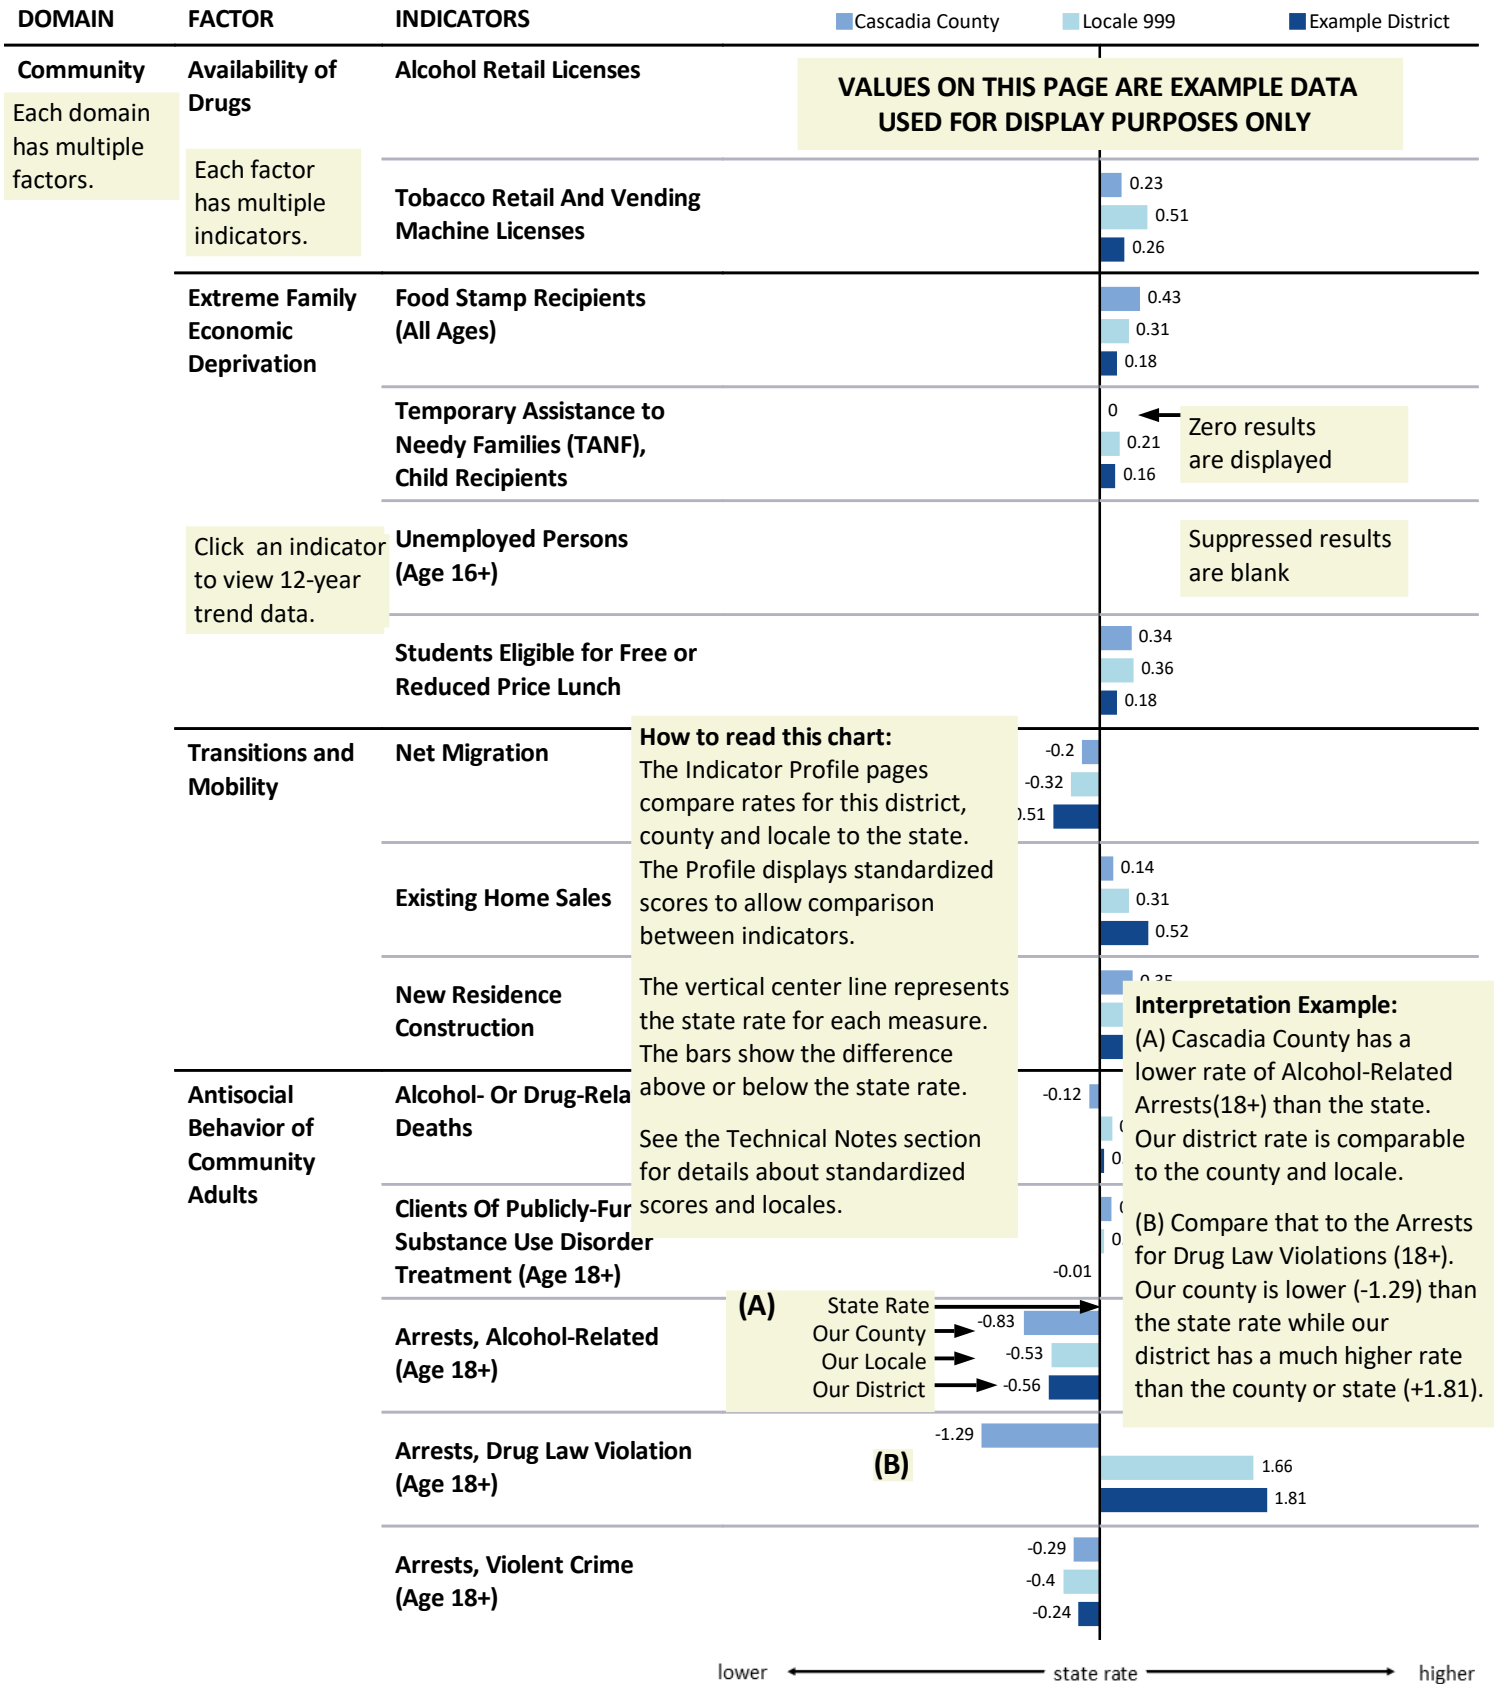 DOMAIN FACTOR INDICATORS Cascadia County Locale 999 Example District
Community
Each domain
has multiple
factors.
Availability of
Drugs
Each factor
has multiple
indicators.
Alcohol Retail Licenses
VALUES ON THIS PAGE ARE EXAMPLE DATA
USED FOR DISPLAY PURPOSES ONLY
Tobacco Retail And Vending
Machine Licenses
0.23
0.51
0.26
Extreme Family
Economic
Deprivation
Food Stamp Recipients
(All Ages)
0.43
0.31
0.18
Temporary Assistance to
Needy Families (TANF),
Child Recipients
0
0.21
0.16
Zero results
are displayed
Click an indicator
to view 12-year
trend data.
Unemployed Persons
(Age 16+)
Suppressed results
are blank
Students Eligible for Free or
Reduced Price Lunch
0.34
0.36
0.18
Transitions and
Mobility
Net Migration
-0.2
-0.32
.51
How to read this chart:
The Indicator Profile pages
compare rates for this district,
county and locale to the state.
The Profile displays standardized
scores to allow comparison
between indicators.
The vertical center line represents
the state rate for each measure.
The bars show the difference
above or below the state rate.
See the Technical Notes section
for details about standardized
scores and locales.
Existing Home Sales
0.14
0.31
0.52
New Residence
Construction
Interpretation Example:
(A) Cascadia County has a
lower rate of Alcohol-Related
Arrests(18+) than the state.
Our district rate is comparable
to the county and locale.
(B) Compare that to the Arrests
for Drug Law Violations (18+).
Our county is lower (-1.29) than
the state rate while our
district has a much higher rate
than the county or state (+1.81).
Antisocial
Behavior of
Community
Adults
Alcohol- Or Drug-Rela
Deaths
-0.12
0.
Clients Of Publicly-Fun
Substance Use Disorder
Treatment (Age 18+)
0.
-0.01
Arrests, Alcohol-Related
(Age 18+)
(A) State Rate
Our County -0.83
Our Locale -0.53
Our District -0.56
Arrests, Drug Law Violation
(Age 18+)
(B)
-1.29
1.66
1.81
Arrests, Violent Crime
(Age 18+)
-0.29
-0.4
-0.24
lower state rate higher